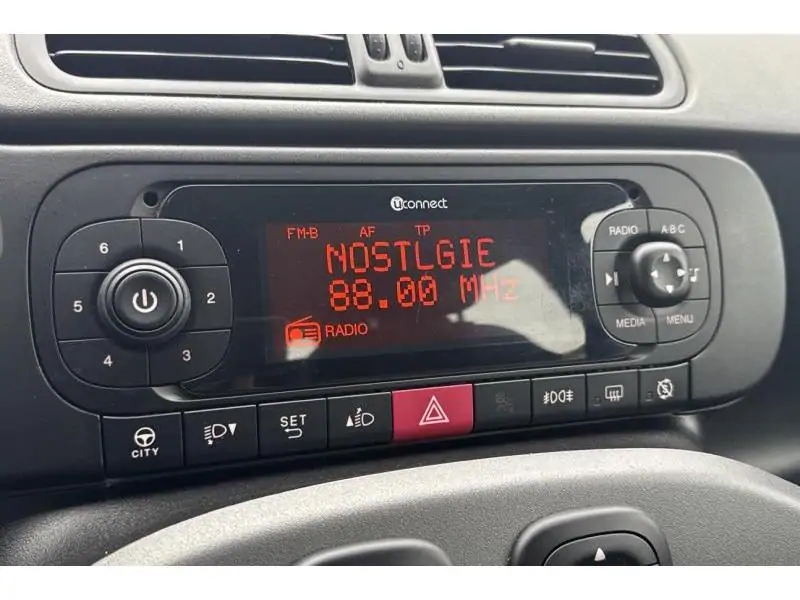 uconnect
FM-B AF TP
NOSTLGIE
88.00 MHz
RADIO
6 1
5 2
4 3
RADIO A·B·C
MEDIA MENU
CITY
SET